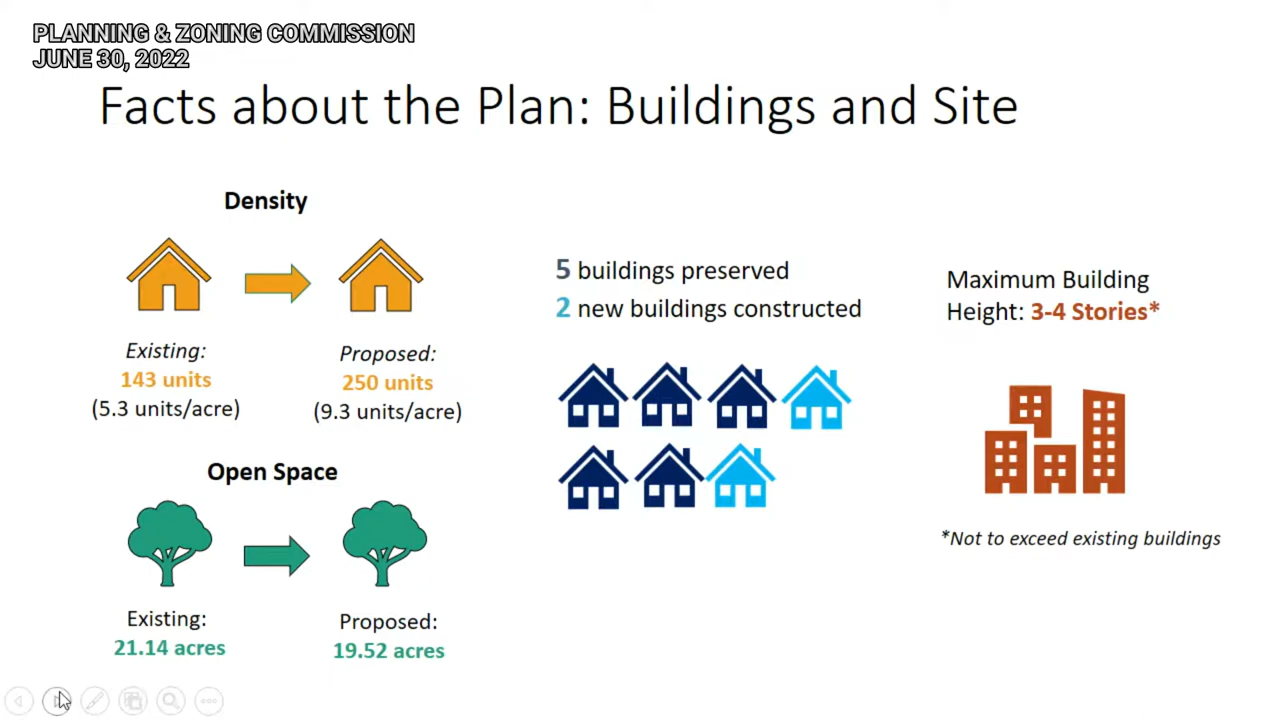 PLANNING & ZONING COMMISSION
JUNE 30, 2022
Facts about the Plan: Buildings and Site
Density
Existing:
143 units
(5.3 units/acre)
Proposed:
250 units
(9.3 units/acre)
Open Space
Existing:
21.14 acres
Proposed:
19.52 acres
5 buildings preserved
2 new buildings constructed
Maximum Building
Height: 3-4 Stories*
*Not to exceed existing buildings